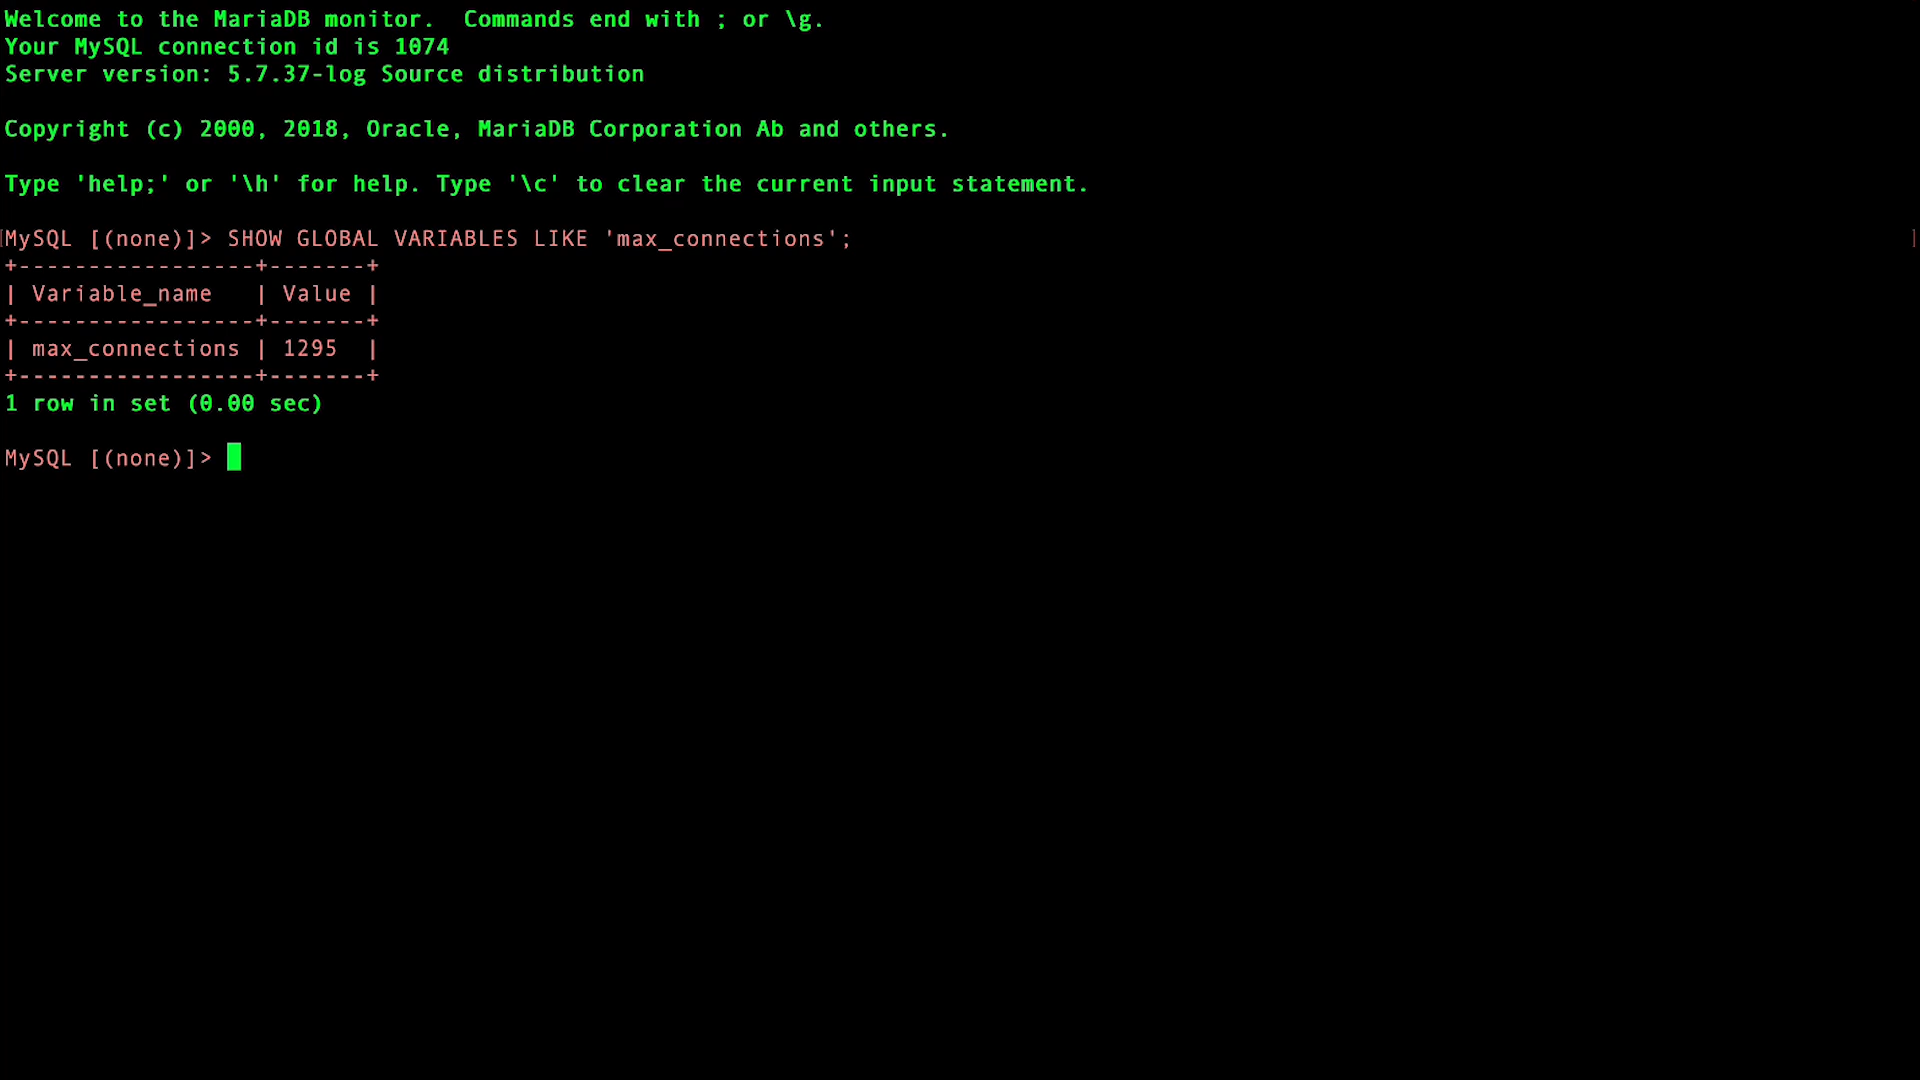 Welcome to the MariaDB monitor.  Commands end with ; or \g.
Your MySQL connection id is 1074
Server version: 5.7.37-log Source distribution
Copyright (c) 2000, 2018, Oracle, MariaDB Corporation Ab and others.
Type 'help;' or '\h' for help. Type '\c' to clear the current input statement.
MySQL [(none)]> SHOW GLOBAL VARIABLES LIKE 'max_connections';
+-----------------+-------+
| Variable_name   | Value |
+-----------------+-------+
| max_connections | 1295  |
+-----------------+-------+
1 row in set (0.00 sec)
MySQL [(none)]>